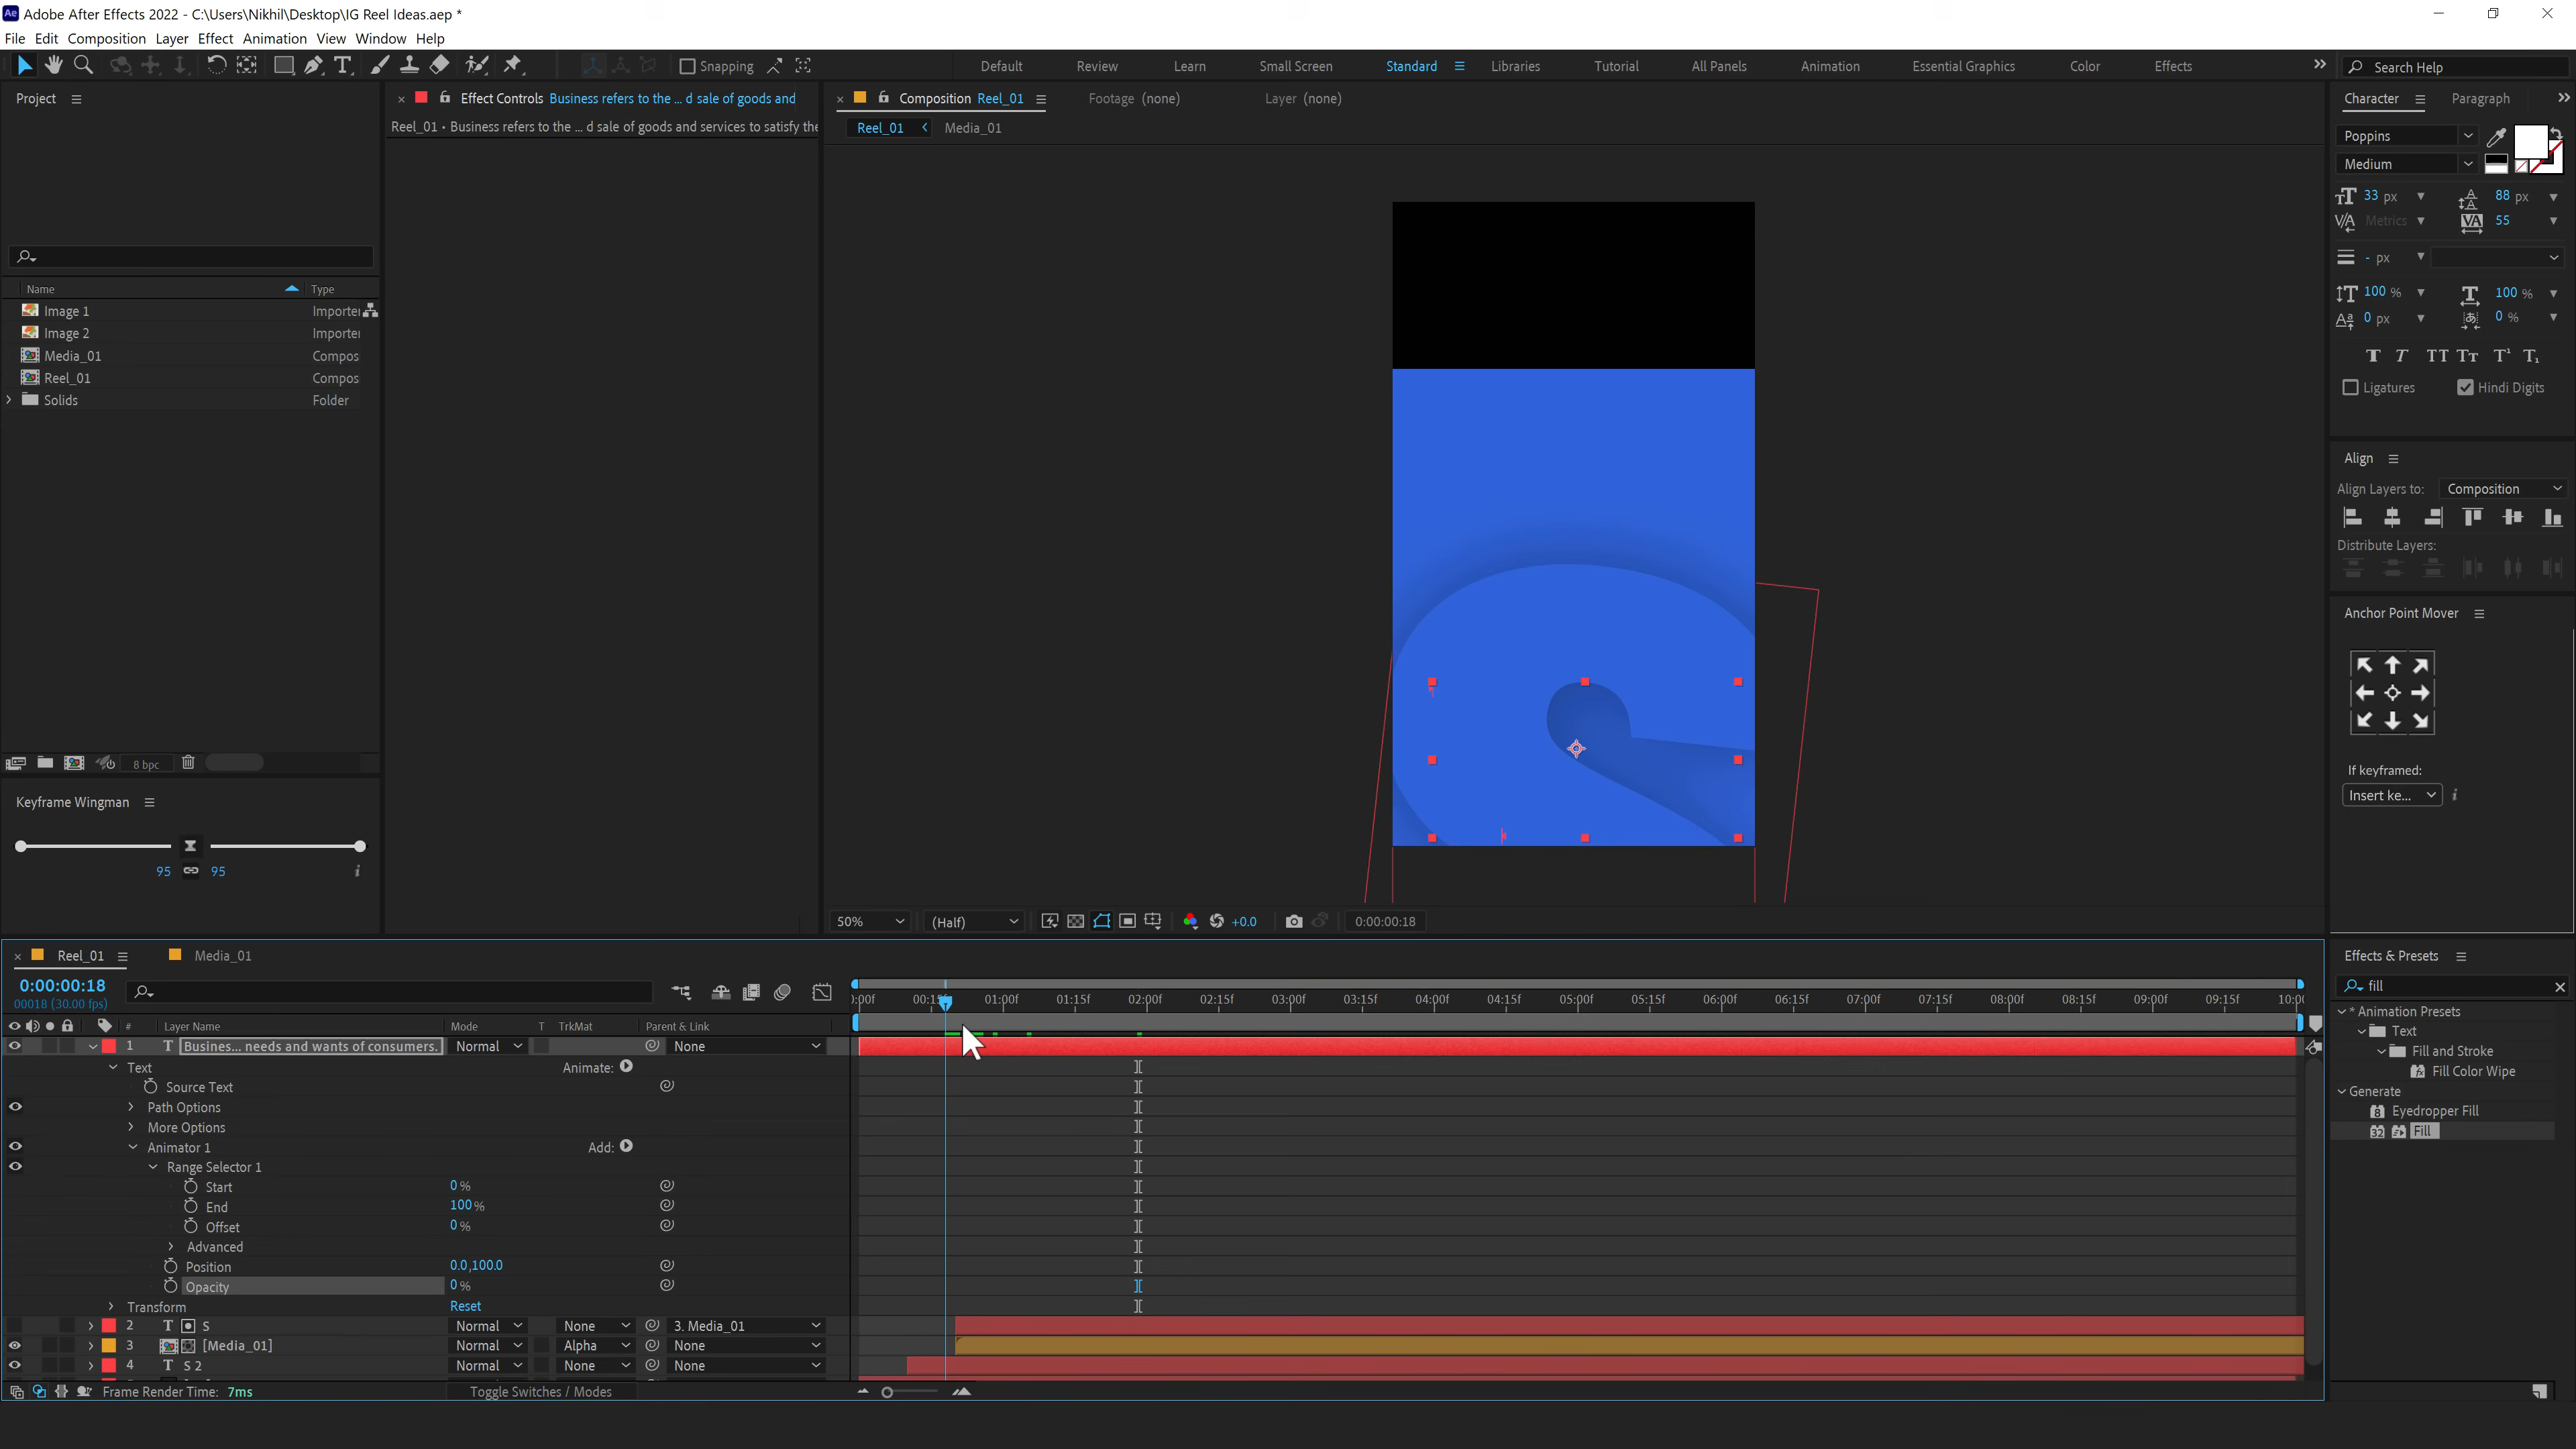 Adobe After Effects 2022 - C:\Users\Nikhil\Desktop\IG Reel Ideas.aep *
File Edit Composition Layer Effect Animation View Window Help
Snapping
Default Review Learn Small Screen Standard Libraries Tutorial All Panels Animation Essential Graphics Color Effects
Search Help
Project
Effect Controls Business refers to the ... d sale of goods and
Reel_01 • Business refers to the ... d sale of goods and services to satisfy the
Composition Reel_01
Footage (none)
Layer (none)
Reel_01
Media_01
Name Type
Image 1 Importer
Image 2 Importer
Media_01 Compos
Reel_01 Compos
Solids Folder
8 bpc
Keyframe Wingman
95 95
50% (Half) +0.0 0:00:00:18
Character Paragraph
Poppins
Medium
33 px 88 px
Metrics 55
- px
100 % 100 %
0 px 0 %
Ligatures Hindi Digits
Align
Align Layers to: Composition
Distribute Layers:
Anchor Point Mover
If keyframed:
Insert ke...
Effects & Presets
fill
* Animation Presets
Text
Fill and Stroke
Fill Color Wipe
Generate
Eyedropper Fill
Fill
Reel_01 Media_01
0:00:00:18
00018 (30.00 fps)
:00f 00:15f 01:00f 01:15f 02:00f 02:15f 03:00f 03:15f 04:00f 04:15f 05:00f 05:15f 06:00f 06:15f 07:00f 07:15f 08:00f 08:15f 09:00f 09:15f 10:00f
# Layer Name Mode T TrkMat Parent & Link
1 T Busines... needs and wants of consumers. Normal None
Text Animate:
Source Text
Path Options
More Options
Animator 1 Add:
Range Selector 1
Start 0 %
End 100 %
Offset 0 %
Advanced
Position 0.0,100.0
Opacity 0 %
Transform Reset
2 T S Normal None 3. Media_01
3 [Media_01] Normal Alpha None
4 T S 2 Normal None None
Frame Render Time: 7ms
Toggle Switches / Modes